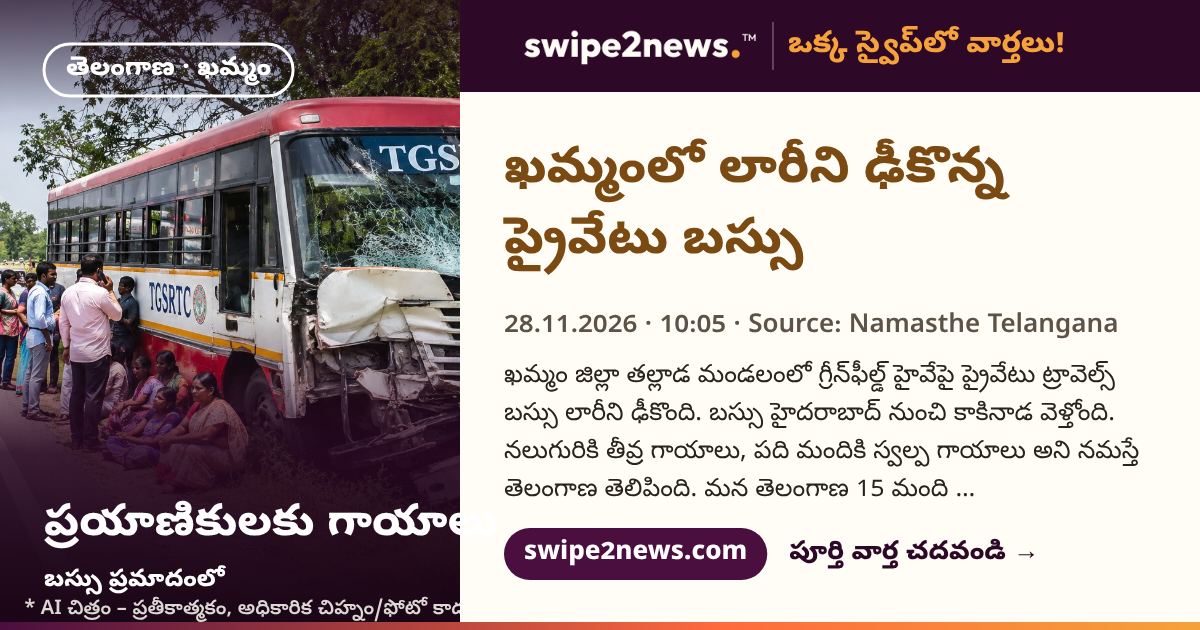 తెలంగాణ · ఖమ్మం
TGS
TGSRTC
ప్రయాణికులకు గాయాలు
బస్సు ప్రమాదంలో
* AI చిత్రం – ప్రతీకాత్మకం, అధికారిక చిహ్నం/ఫోటో కాదు
swipe2news.™
ఒక్క స్వైప్‌లో వార్తలు!
ఖమ్మంలో లారీని ఢీకొన్న
ప్రైవేటు బస్సు
28.11.2026 · 10:05 · Source: Namasthe Telangana
ఖమ్మం జిల్లా తల్లాడ మండలంలో గ్రీన్‌ఫీల్డ్ హైవేపై ప్రైవేటు ట్రావెల్స్
బస్సు లారీని ఢీకొంది. బస్సు హైదరాబాద్ నుంచి కాకినాడ వెళ్తోంది.
నలుగురికి తీవ్ర గాయాలు, పది మందికి స్వల్ప గాయాలు అని నమస్తే
తెలంగాణ తెలిపింది. మన తెలంగాణ 15 మంది ...
swipe2news.com
పూర్తి వార్త చదవండి →